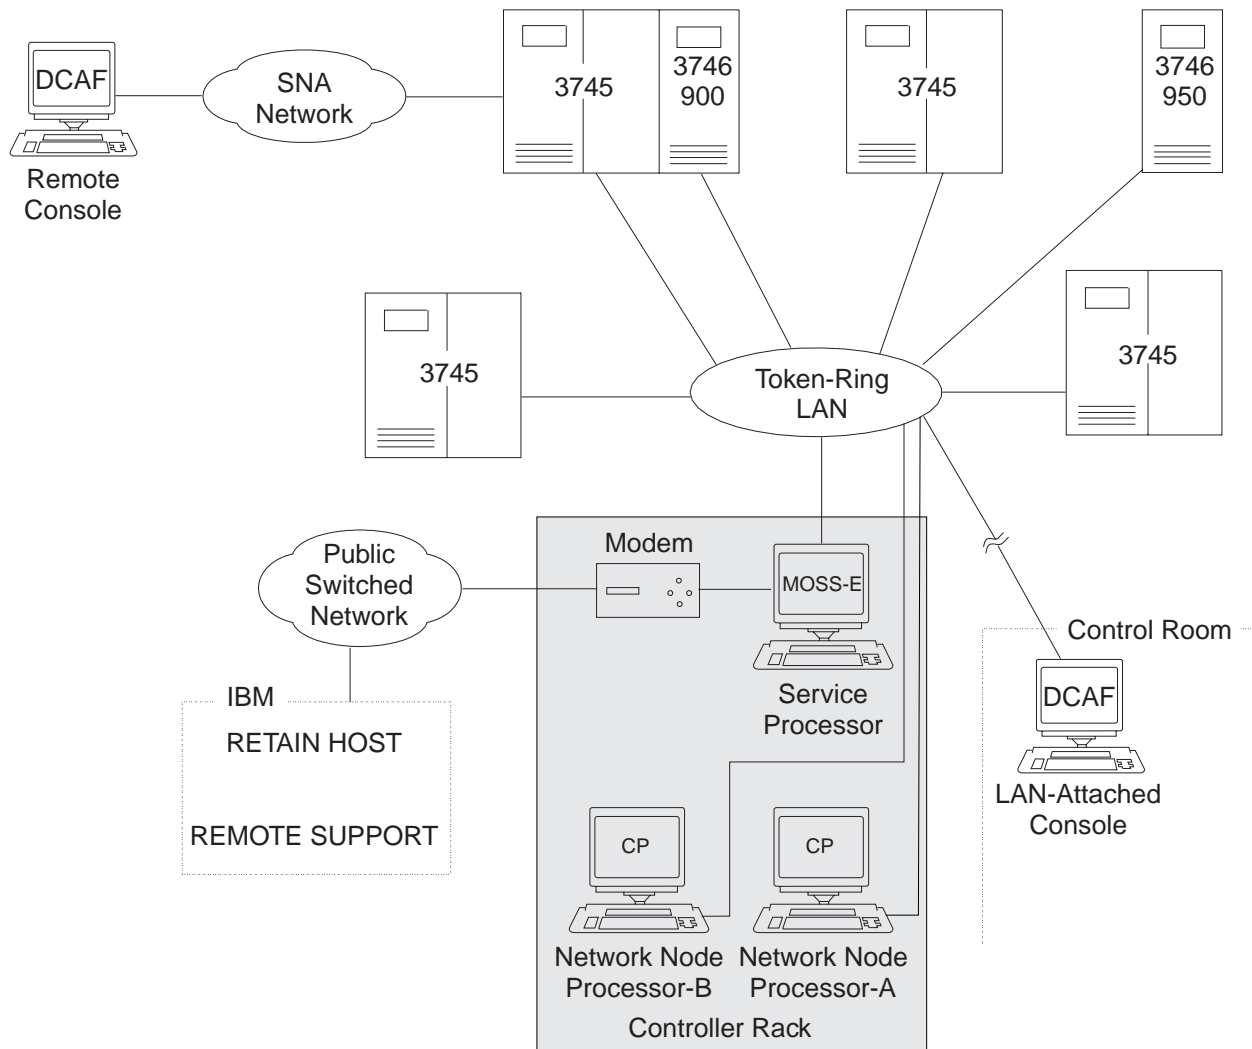 DCAF
Remote
Console
SNA
Network
3745
3746
900
3745
3746
950
3745
Token-Ring
LAN
3745
Public
Switched
Network
Modem
MOSS-E
Service
Processor
IBM
RETAIN HOST
REMOTE SUPPORT
Control Room
DCAF
LAN-Attached
Console
CP
Network Node
Processor-B
CP
Network Node
Processor-A
Controller Rack